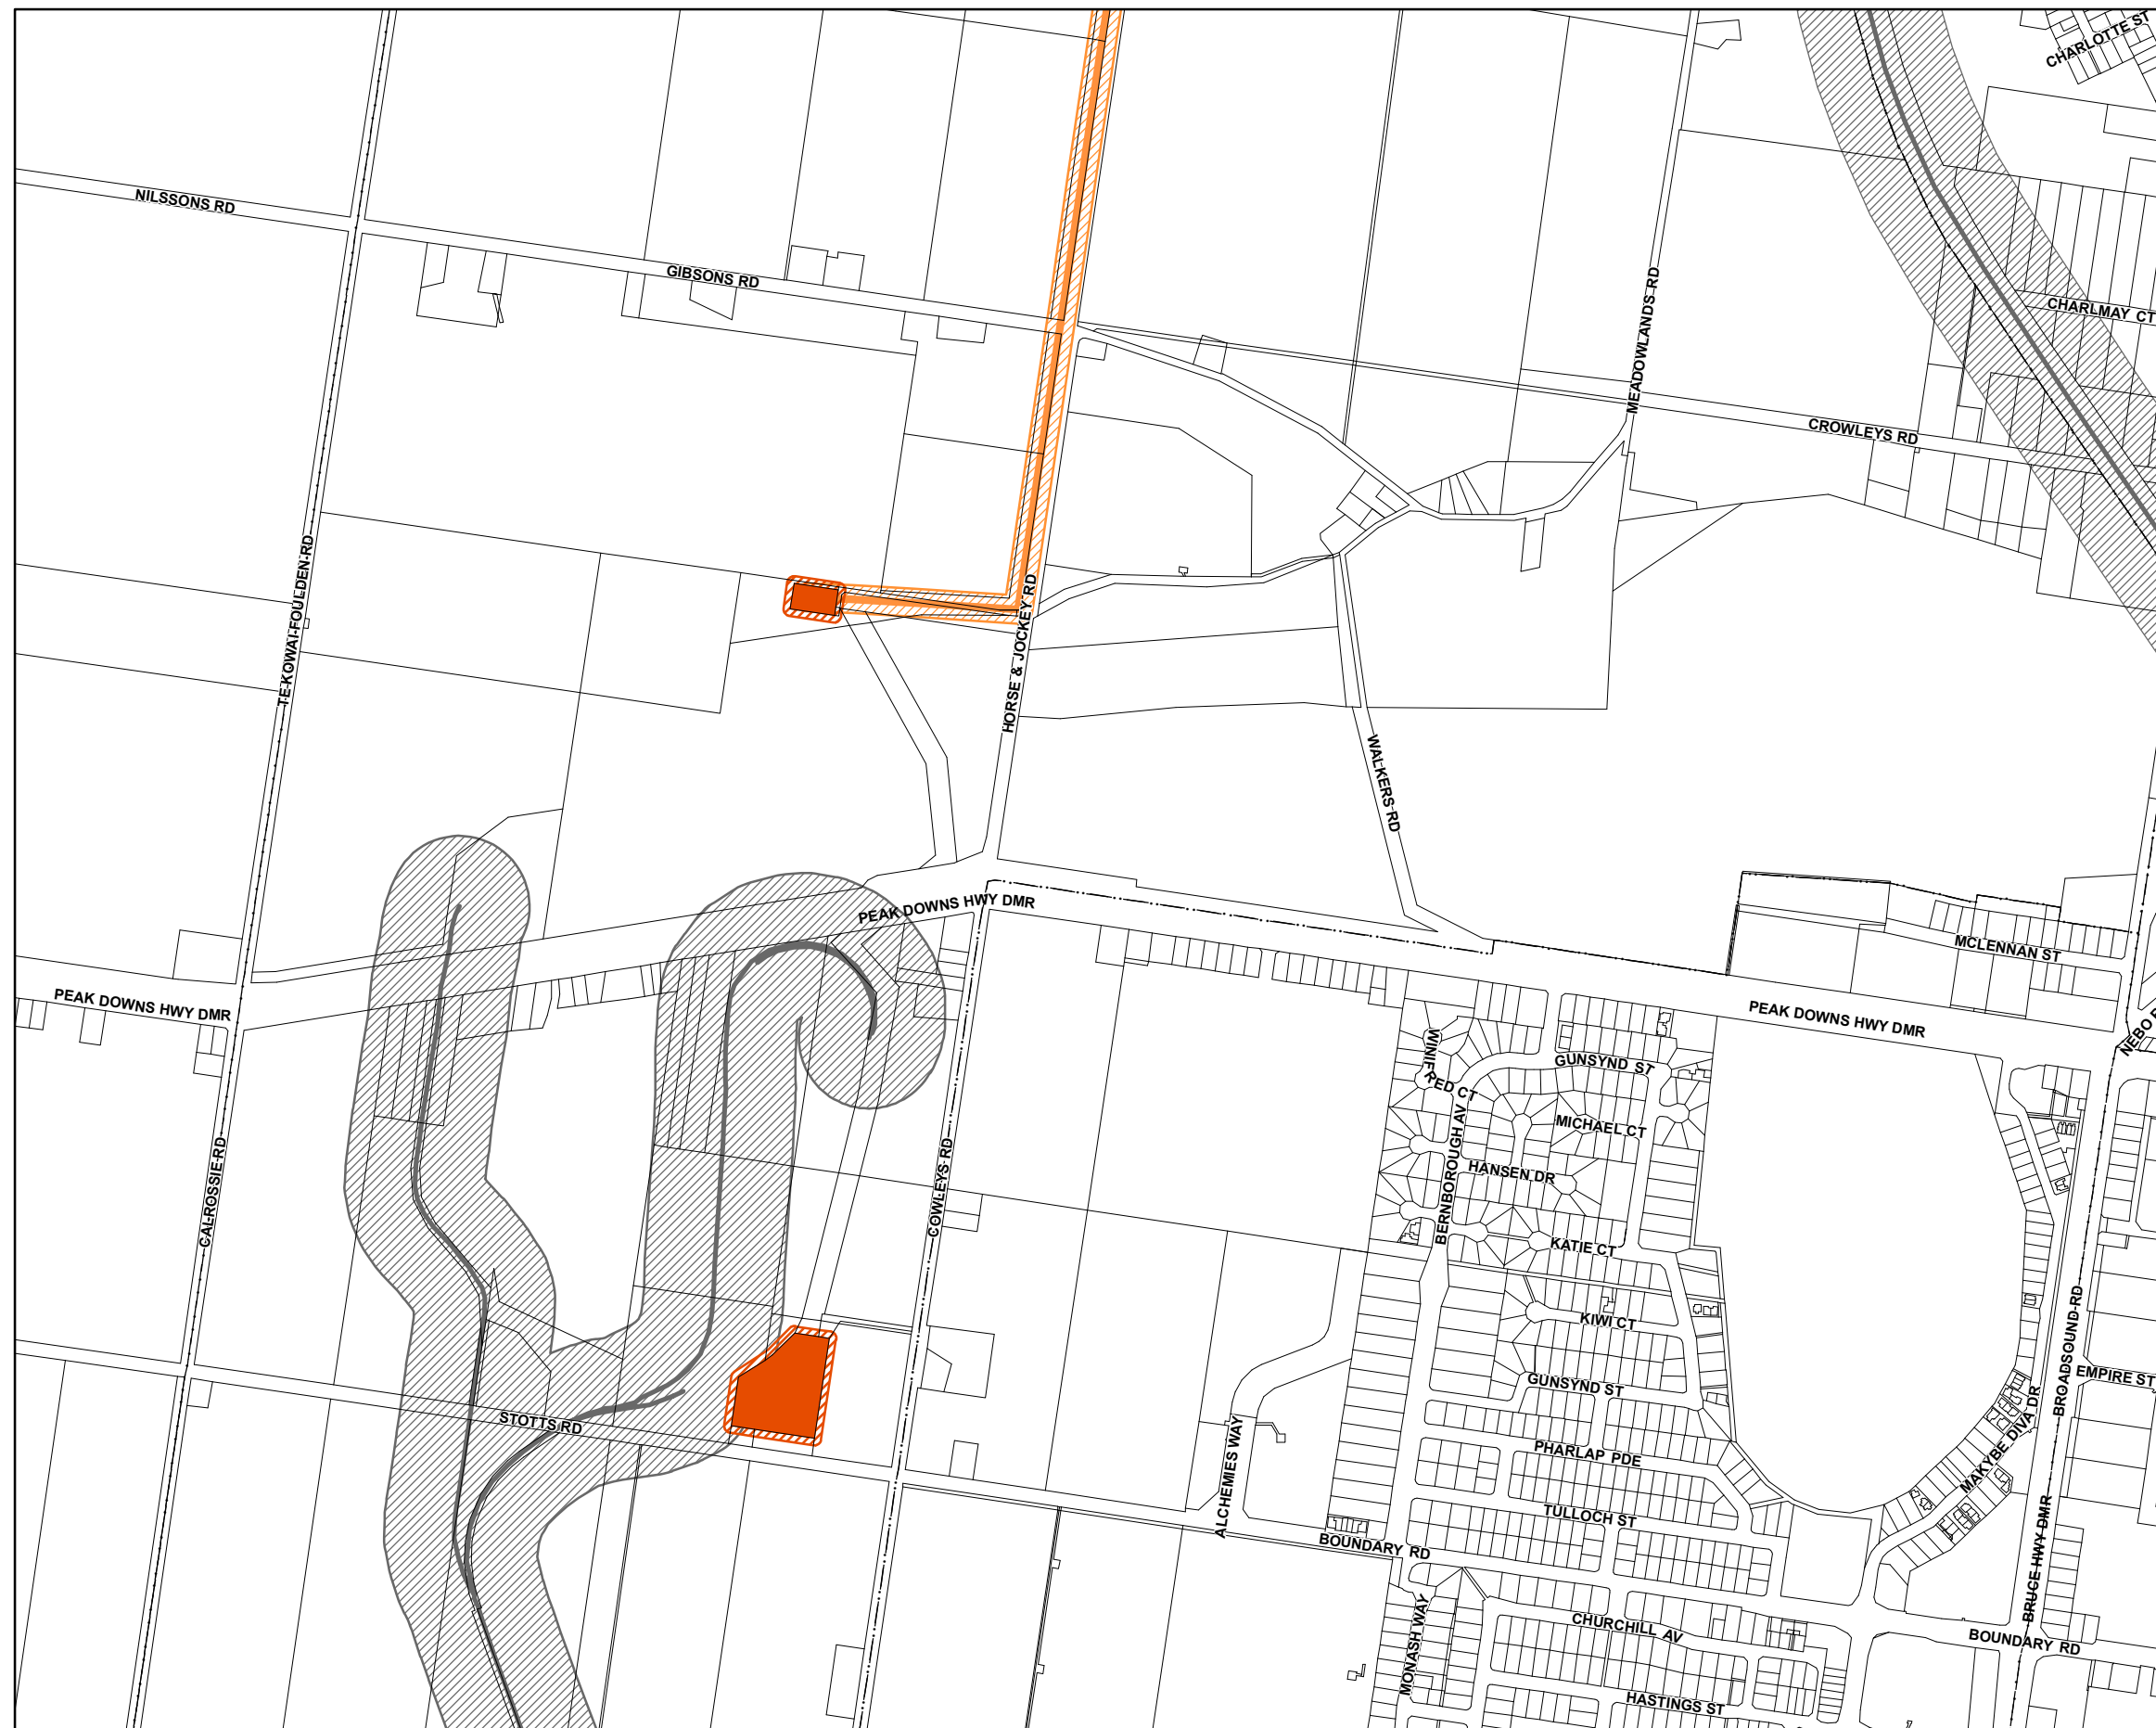 CHARLOTTE ST
NILSSONS RD
GIBSONS RD
CHARLMAY CT
MEADOWLANDS RD
CROWLEYS RD
TE KOWAI-FOULDEN RD
HORSE & JOCKEY RD
WALKERS RD
PEAK DOWNS HWY DMR
MCLENNAN ST
PEAK DOWNS HWY DMR
PEAK DOWNS HWY DMR
NEBO
WINIFRED CT
GUNSYND ST
MICHAEL CT
BERNBOROUGH AV
HANSEN DR
CALROSSIE RD
COWLEYS RD
KATIE CT
KIWI CT
BROADSOUND RD
EMPIRE ST
GUNSYND ST
MAKYBE DIVA DR
STOTTS RD
ALCHEMIES WAY
PHARLAP PDE
TULLOCH ST
BOUNDARY RD
BRUCE HWY DMR
MONASH WAY
CHURCHILL AV
BOUNDARY RD
HASTINGS ST